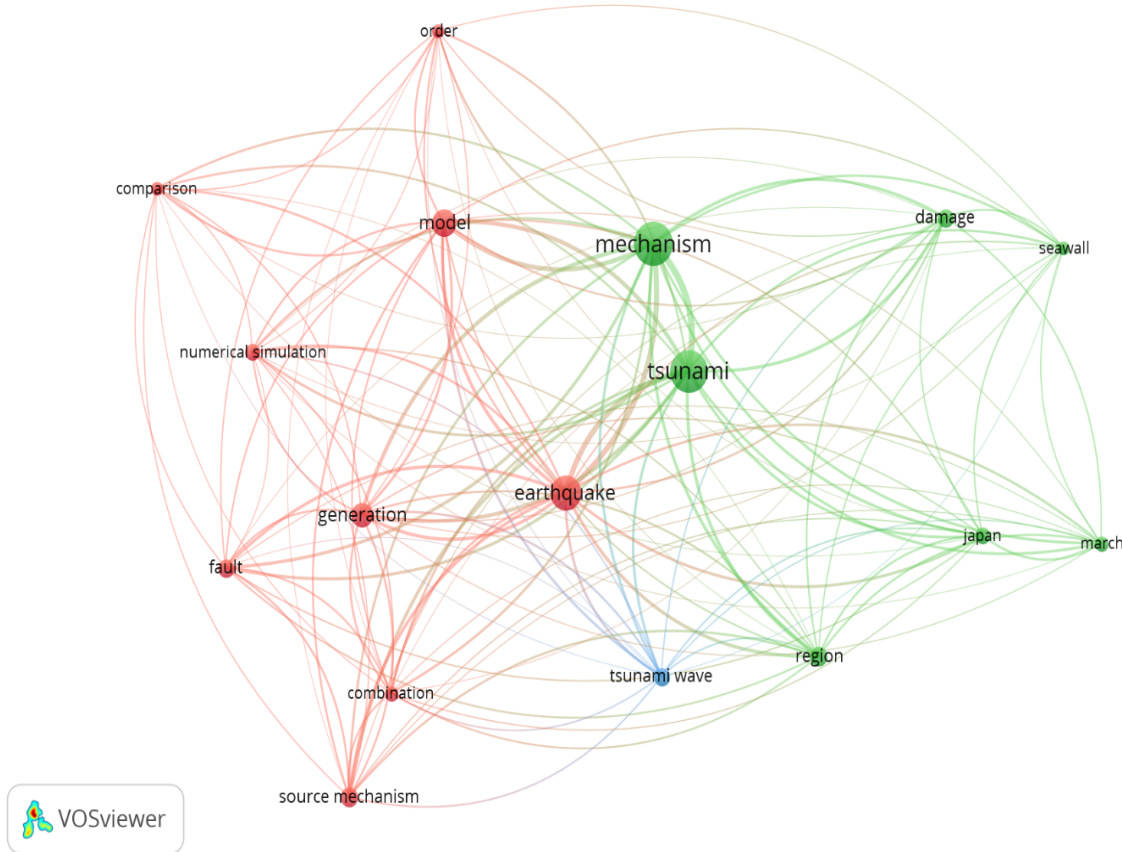 order
comparison
model
mechanism
damage
seawall
numerical simulation
tsunami
earthquake
generation
japan
march
fault
region
tsunami wave
combination
source mechanism
VOSviewer